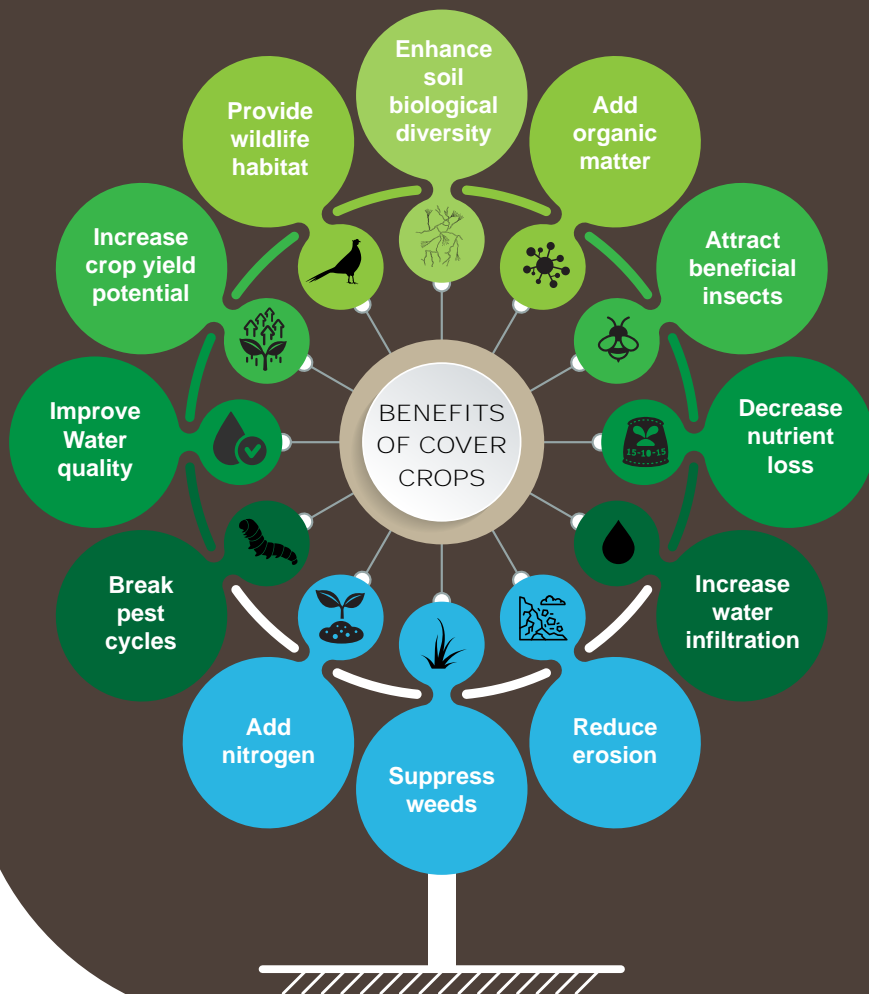 Enhance
soil
biological
diversity
Add
organic
matter
Attract
beneficial
insects
Decrease
nutrient
loss
15-10-15
Increase
water
infiltration
Reduce
erosion
Suppress
weeds
Add
nitrogen
Break
pest
cycles
Improve
Water
quality
Increase
crop yield
potential
Provide
wildlife
habitat
BENEFITS
OF COVER
CROPS